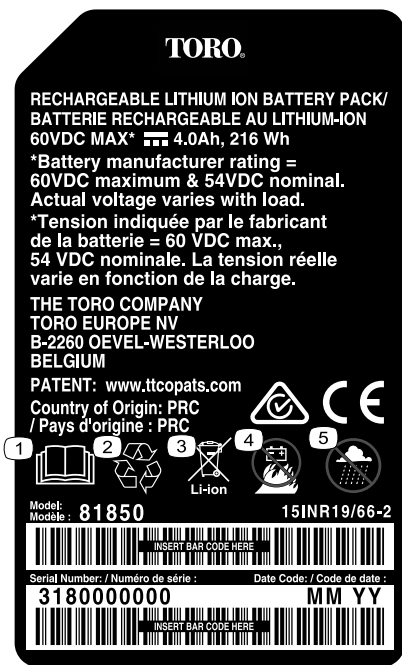 TORO.
RECHARGEABLE LITHIUM ION BATTERY PACK/
BATTERIE RECHARGEABLE AU LITHIUM-ION
60VDC MAX* 4.0Ah, 216 Wh
*Battery manufacturer rating =
60VDC maximum & 54VDC nominal.
Actual voltage varies with load.
*Tension indiquée par le fabricant
de la batterie = 60 VDC max.,
54 VDC nominale. La tension réelle
varie en fonction de la charge.
THE TORO COMPANY
TORO EUROPE NV
B-2260 OEVEL-WESTERLOO
BELGIUM
PATENT: www.ttcopats.com
Country of Origin: PRC
/ Pays d'origine : PRC
CE
1 2 3 4 5
Li-ion
Model:
Modèle : 81850 15INR19/66-2
INSERT BAR CODE HERE
Serial Number: / Numéro de série : Date Code: / Code de date :
3180000000 MM YY
INSERT BAR CODE HERE